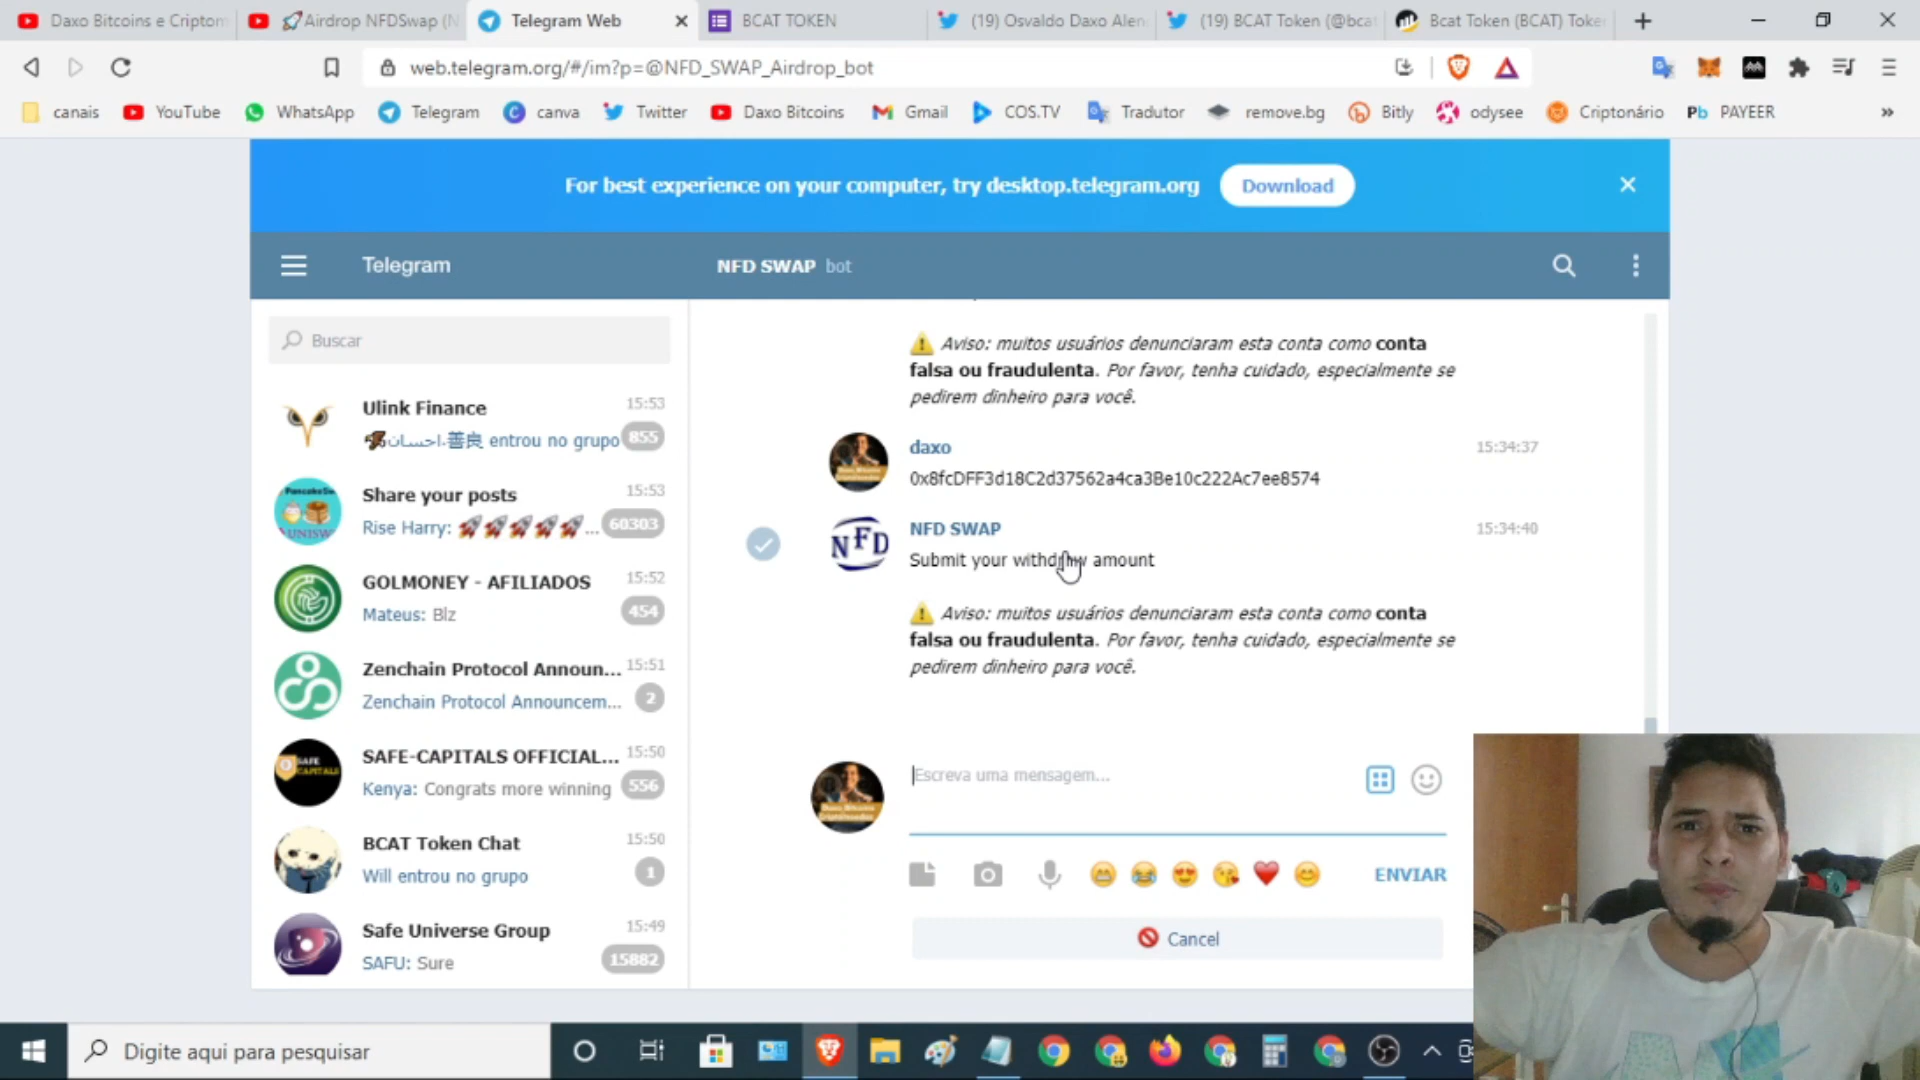 Daxo Bitcoins e Criptom
🚀Airdrop NFDSwap (N
Telegram Web
BCAT TOKEN
(19) Osvaldo Daxo Alen
(19) BCAT Token (@bcat
Bcat Token (BCAT) Toke
web.telegram.org/#/im?p=@NFD_SWAP_Airdrop_bot
canais
YouTube
WhatsApp
Telegram
canva
Twitter
Daxo Bitcoins
Gmail
COS.TV
Tradutor
remove.bg
Bitly
odysee
Criptonário
Pb PAYEER
For best experience on your computer, try desktop.telegram.org
Download
Telegram
NFD SWAP bot
Buscar
Ulink Finance 15:53
احسان.善良 entrou no grupo 855
Share your posts 15:53
Rise Harry: 🚀🚀🚀🚀🚀... 60303
GOLMONEY - AFILIADOS 15:52
Mateus: Blz 454
Zenchain Protocol Announ... 15:51
Zenchain Protocol Announcem... 2
SAFE-CAPITALS OFFICIAL... 15:50
Kenya: Congrats more winning 556
BCAT Token Chat 15:50
Will entrou no grupo 1
Safe Universe Group 15:49
SAFU: Sure 15882
⚠️ Aviso: muitos usuários denunciaram esta conta como conta
falsa ou fraudulenta. Por favor, tenha cuidado, especialmente se
pedirem dinheiro para você.
daxo 15:34:37
0x8fcDFF3d18C2d37562a4ca3Be10c222Ac7ee8574
NFD
NFD SWAP 15:34:40
Submit your withdraw amount
⚠️ Aviso: muitos usuários denunciaram esta conta como conta
falsa ou fraudulenta. Por favor, tenha cuidado, especialmente se
pedirem dinheiro para você.
Escreva uma mensagem...
ENVIAR
🚫 Cancel
Digite aqui para pesquisar